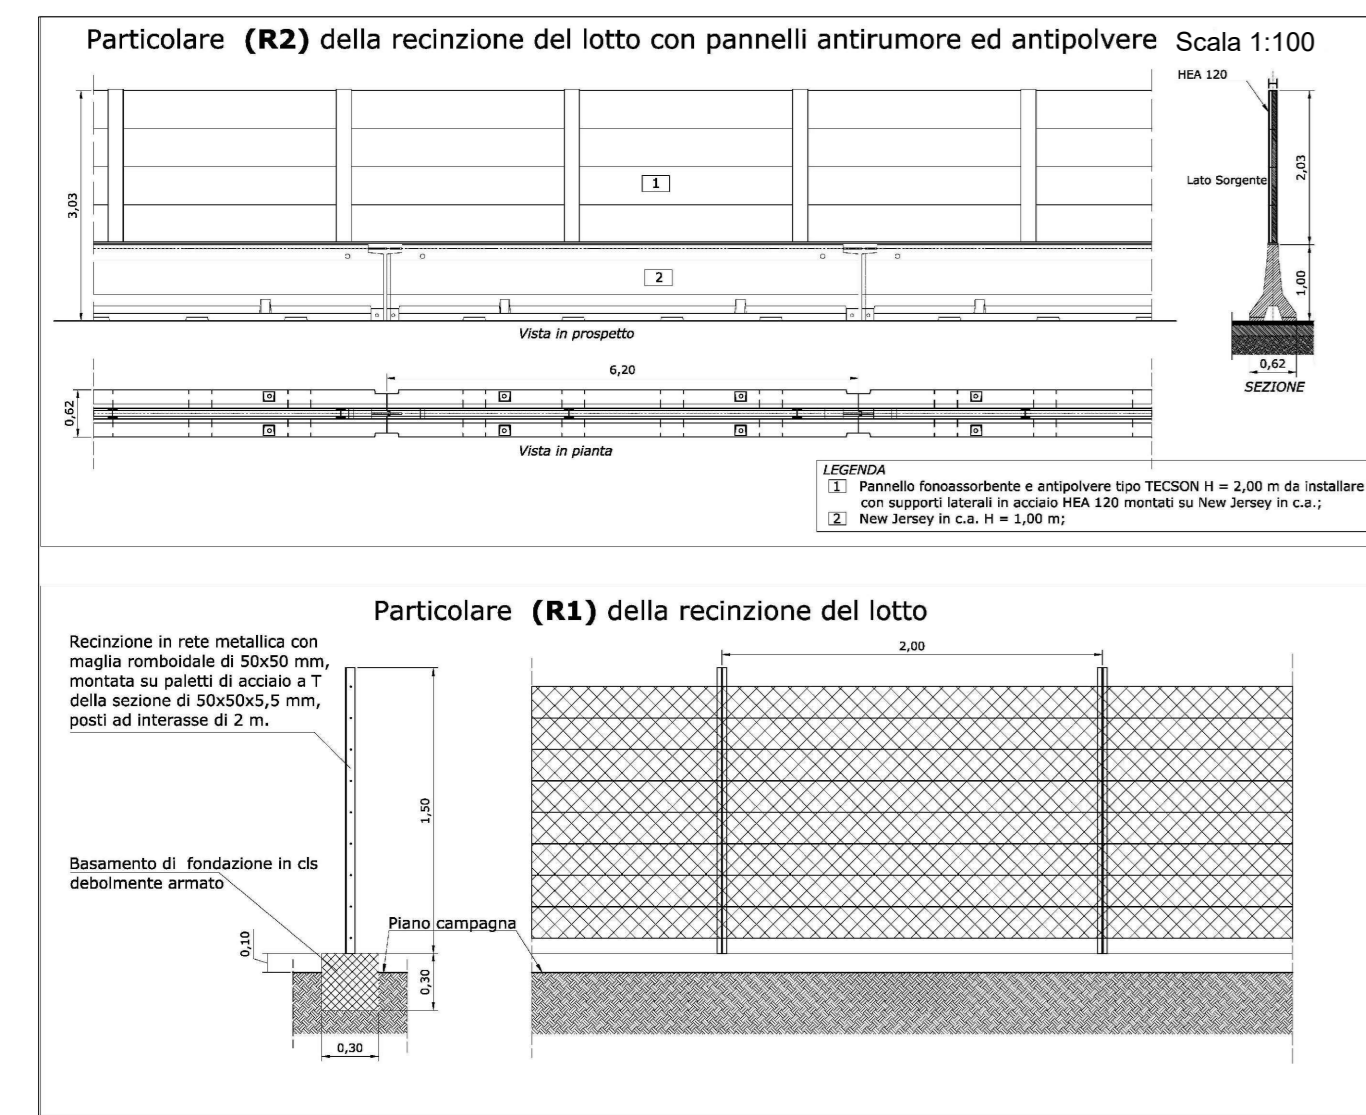 Particolare (R2) della recinzione del lotto con pannelli antirumore ed antipolvere Scala 1:100
HEA 120
3,03
1
2
Lato Sorgente
2,03
1,00
0,62
SEZIONE
Vista in prospetto
6,20
0,62
Vista in pianta
LEGENDA
1 Pannello fonoassorbente e antipolvere tipo TECSON H = 2,00 m da installare
con supporti laterali in acciaio HEA 120 montati su New Jersey in c.a.;
2 New Jersey in c.a. H = 1,00 m;
Particolare (R1) della recinzione del lotto
Recinzione in rete metallica con
maglia romboidale di 50x50 mm,
montata su paletti di acciaio a T
della sezione di 50x50x5,5 mm,
posti ad interasse di 2 m.
2,00
1,50
Basamento di fondazione in cls
debolmente armato
Piano campagna
0,10
0,30
0,30